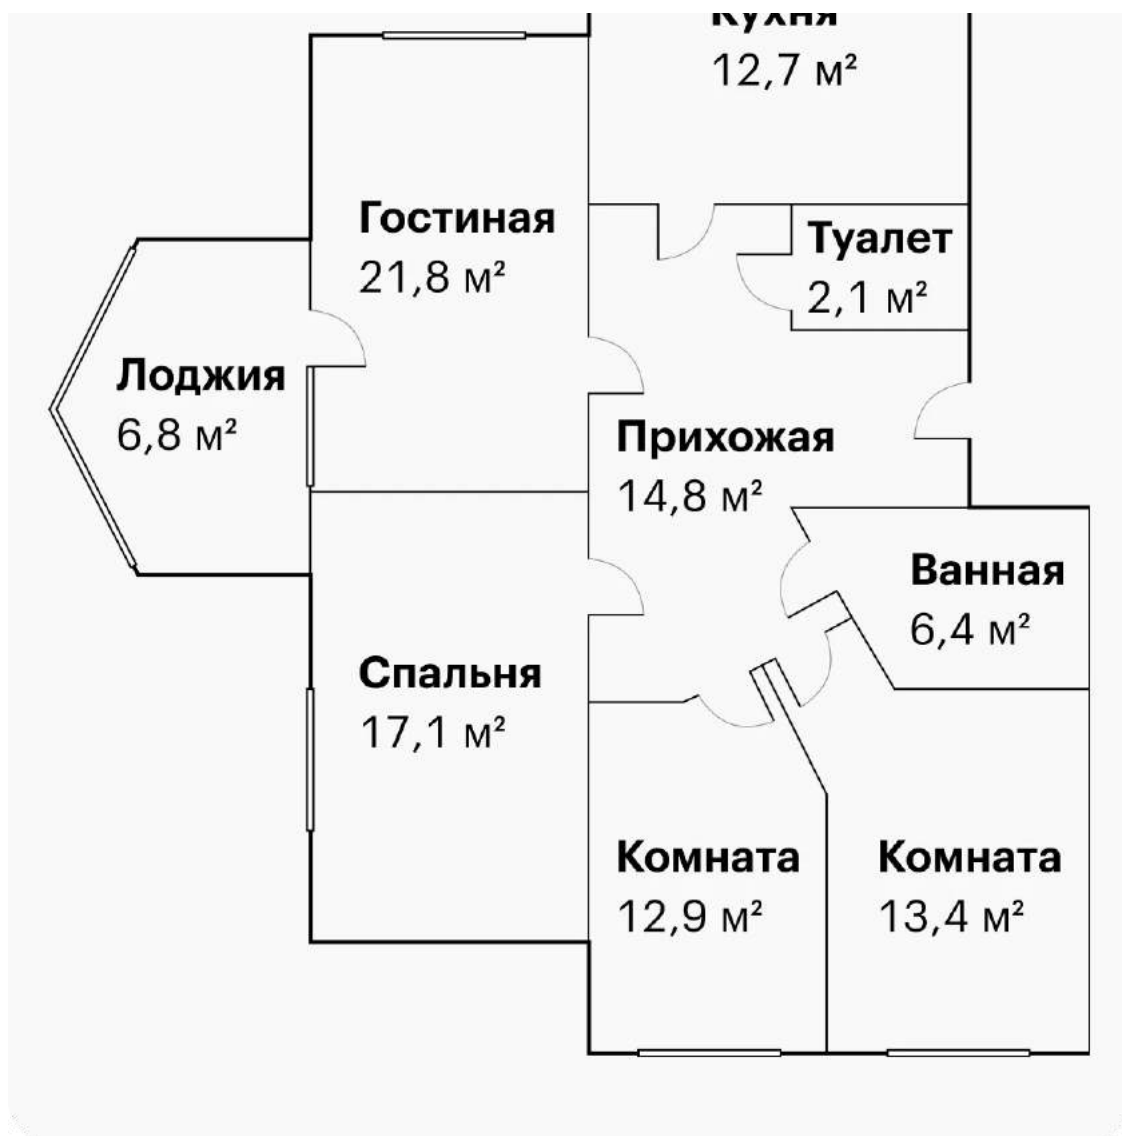 Кухня
12,7 м²
Гостиная
21,8 м²
Туалет
2,1 м²
Лоджия
6,8 м²
Прихожая
14,8 м²
Ванная
6,4 м²
Спальня
17,1 м²
Комната
12,9 м²
Комната
13,4 м²